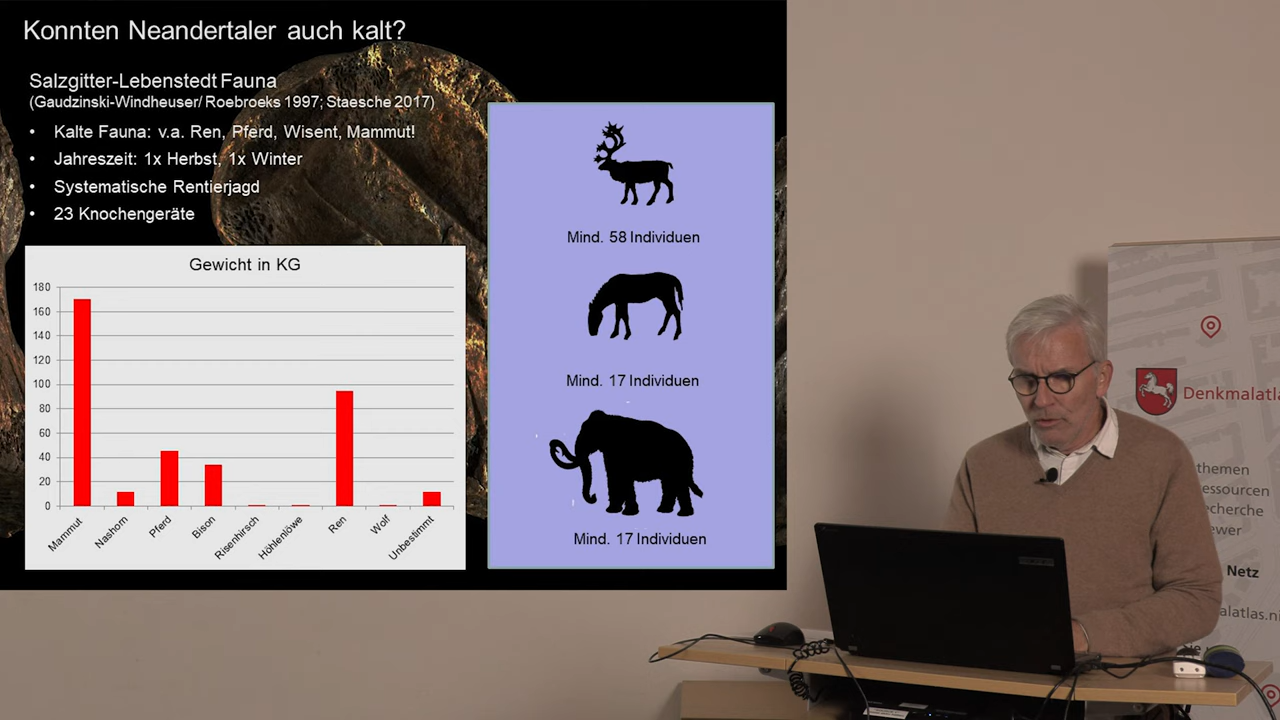 Konnten Neandertaler auch kalt?
Salzgitter-Lebenstedt Fauna
(Gaudzinski-Windheuser/ Roebroeks 1997; Staesche 2017)
• Kalte Fauna: v.a. Ren, Pferd, Wisent, Mammut!
• Jahreszeit: 1x Herbst, 1x Winter
• Systematische Rentierjagd
• 23 Knochengeräte
Gewicht in KG
180
160
140
120
100
80
60
40
20
0
Mammut
Nashorn
Pferd
Bison
Risenhirsch
Höhlenlöwe
Ren
Wolf
Unbestimmt
Mind. 58 Individuen
Mind. 17 Individuen
Mind. 17 Individuen
Denkmalatla
themen
essourcen
echerche
ewer
Netz
alatlas.ni